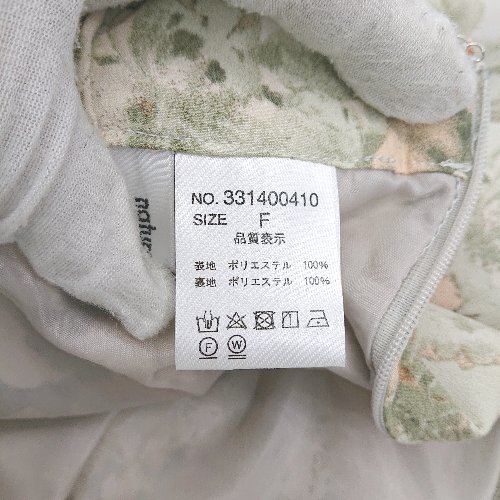 natur
NO. 331400410
SIZE F
品質表示
表地 ポリエステル 100%
裏地 ポリエステル 100%
F W